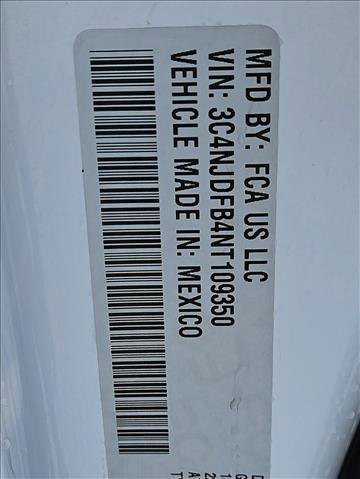 MFD BY: FCA US LLC
VIN: 3C4NJDFB4NT109350
VEHICLE MADE IN: MEXICO